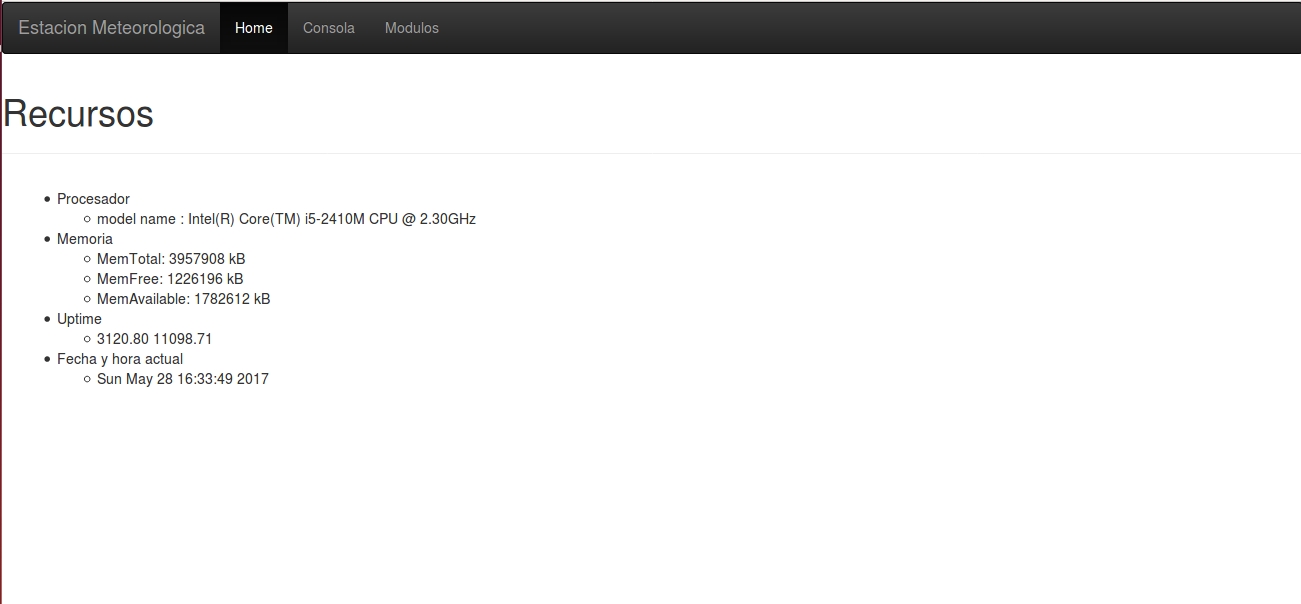 Estacion Meteorologica Home Consola Modulos
Recursos
Procesador
model name : Intel(R) Core(TM) i5-2410M CPU @ 2.30GHz
Memoria
MemTotal: 3957908 kB
MemFree: 1226196 kB
MemAvailable: 1782612 kB
Uptime
3120.80 11098.71
Fecha y hora actual
Sun May 28 16:33:49 2017